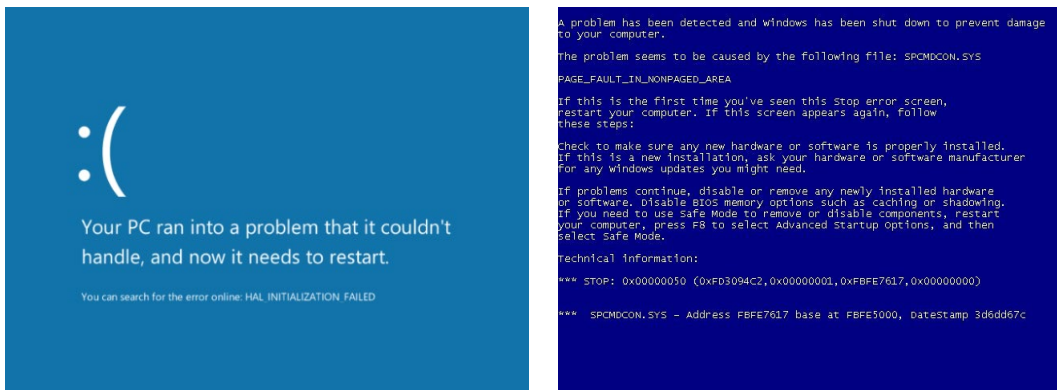 :(
Your PC ran into a problem that it couldn't
handle, and now it needs to restart.
You can search for the error online: HAL_INITIALIZATION_FAILED
A problem has been detected and Windows has been shut down to prevent damage
to your computer.
The problem seems to be caused by the following file: SPCMDCON.SYS
PAGE_FAULT_IN_NONPAGED_AREA
If this is the first time you've seen this Stop error screen,
restart your computer. If this screen appears again, follow
these steps:
Check to make sure any new hardware or software is properly installed.
If this is a new installation, ask your hardware or software manufacturer
for any Windows updates you might need.
If problems continue, disable or remove any newly installed hardware
or software. Disable BIOS memory options such as caching or shadowing.
If you need to use Safe Mode to remove or disable components, restart
your computer, press F8 to select Advanced Startup Options, and then
select Safe Mode.
Technical information:
*** STOP: 0x00000050 (0xFD3094C2,0x00000001,0xFBFE7617,0x00000000)
*** SPCMDCON.SYS - Address FBFE7617 base at FBFE5000, DateStamp 3d6dd67c